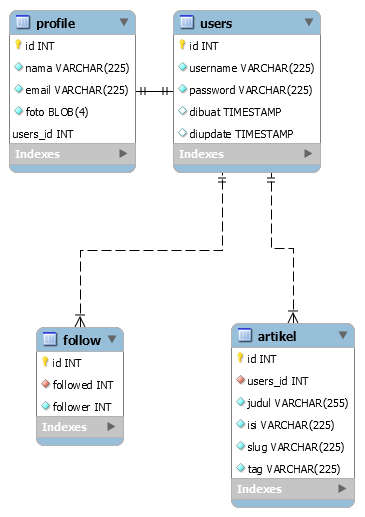 profile
id INT
nama VARCHAR(225)
email VARCHAR(225)
foto BLOB(4)
users_id INT
Indexes
users
id INT
username VARCHAR(225)
password VARCHAR(225)
dibuat TIMESTAMP
diupdate TIMESTAMP
Indexes
follow
id INT
followed INT
follower INT
Indexes
artikel
id INT
users_id INT
judul VARCHAR(255)
isi VARCHAR(225)
slug VARCHAR(225)
tag VARCHAR(225)
Indexes